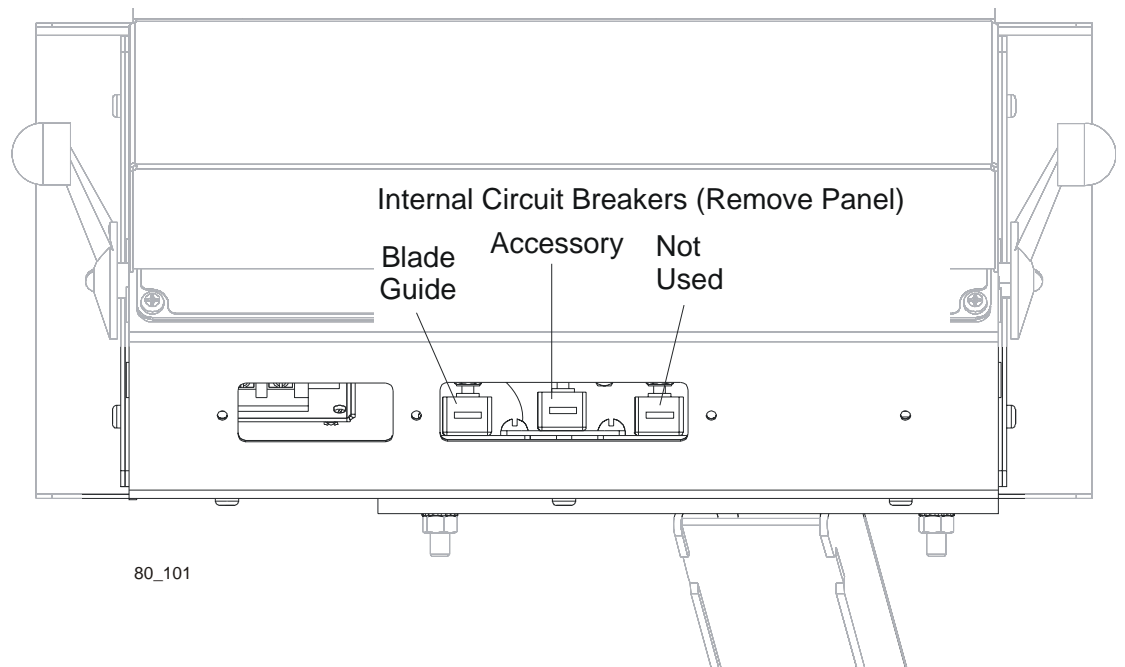 Internal Circuit Breakers (Remove Panel)
Blade
Guide
Accessory
Not
Used
80_101